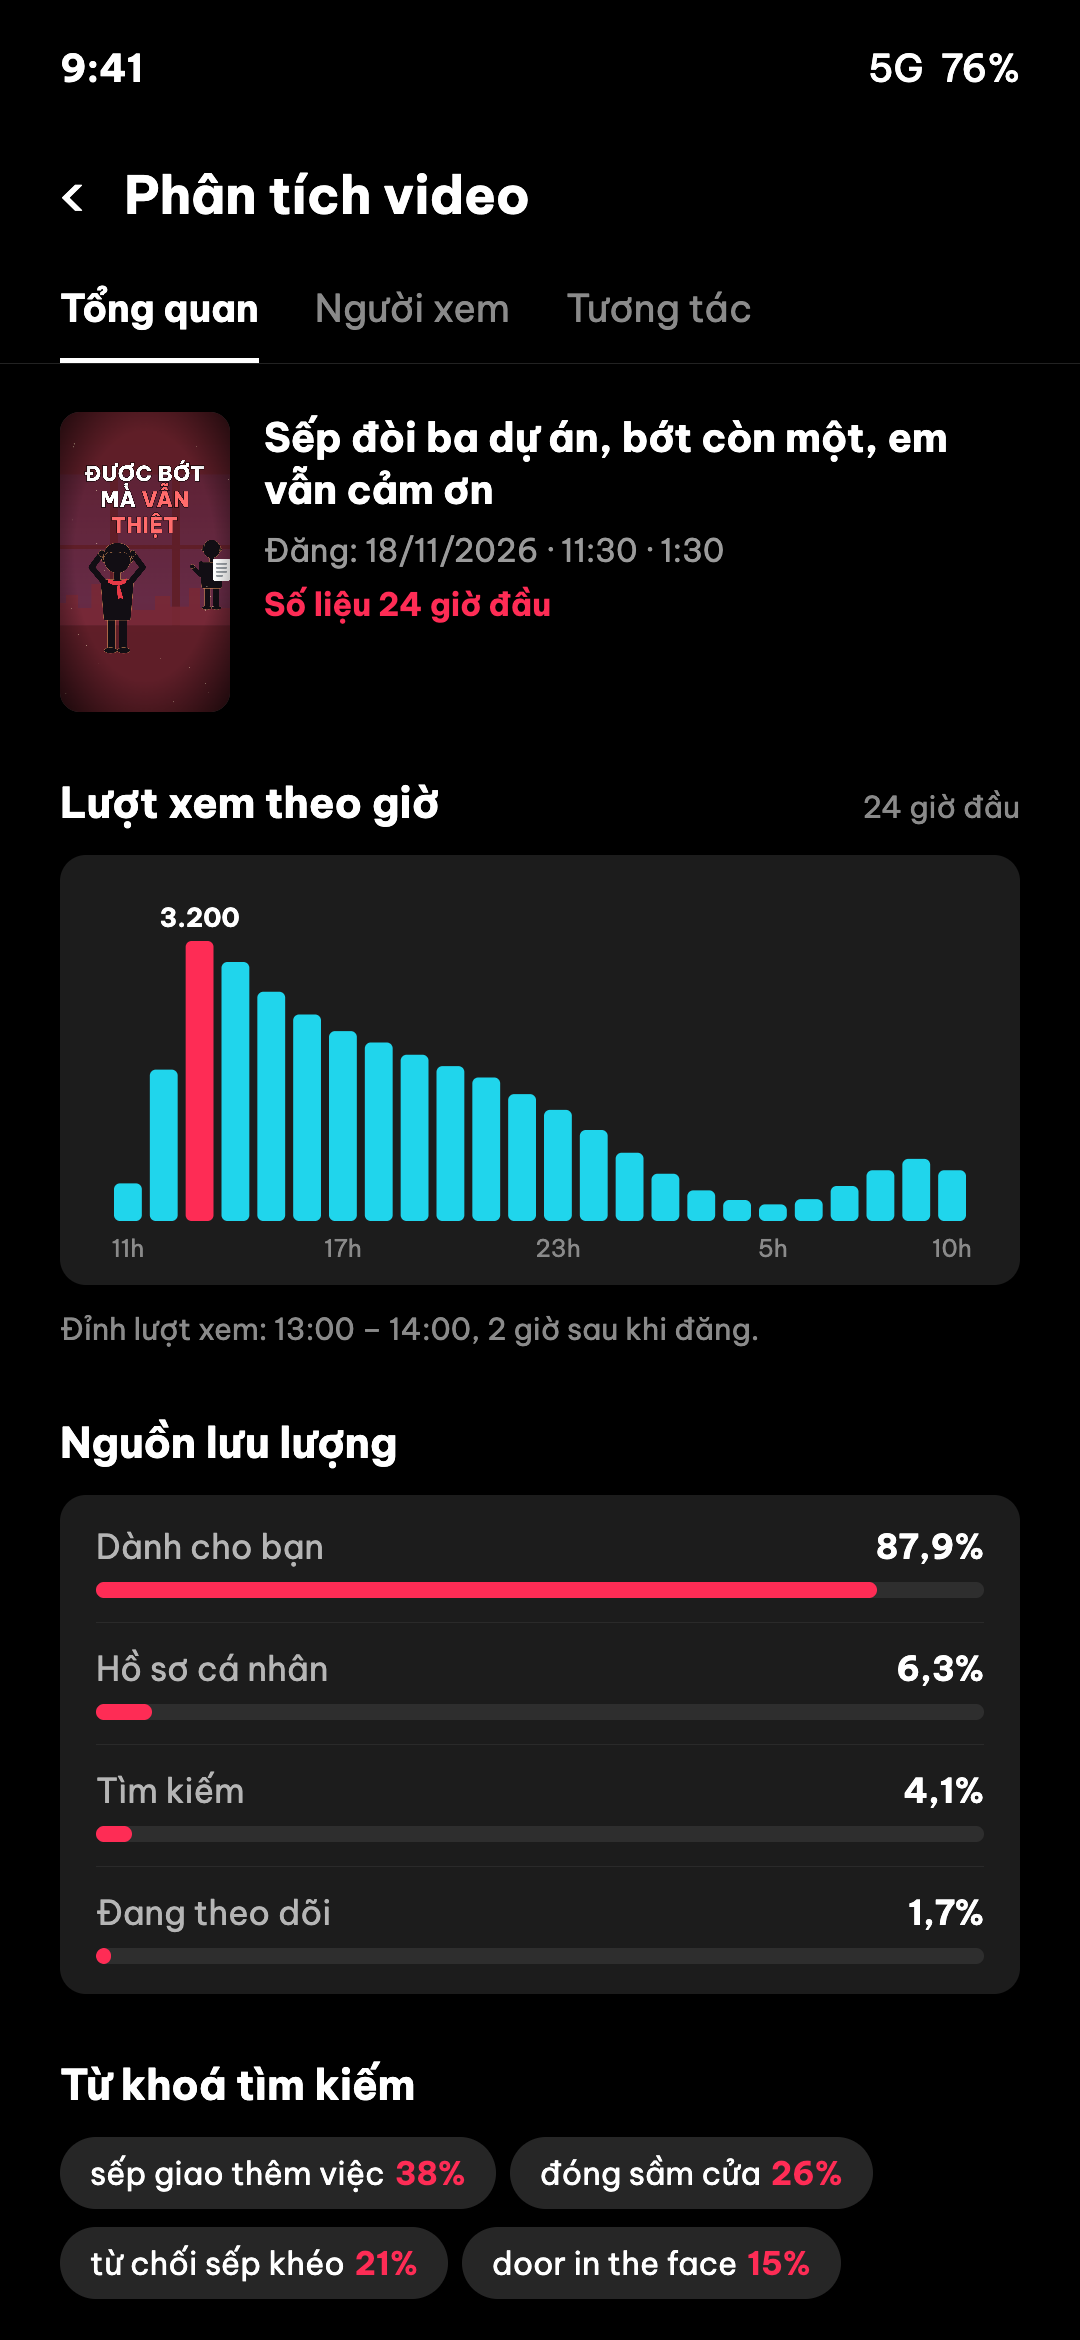 9:41
5G 76%
< Phân tích video
Tổng quan Người xem Tương tác
ĐƯỢC BỚT
MÀ VẪN
THIỆT
Sếp đòi ba dự án, bớt còn một, em
vẫn cảm ơn
Đăng: 18/11/2026 · 11:30 · 1:30
Số liệu 24 giờ đầu
Lượt xem theo giờ
24 giờ đầu
3.200
11h 17h 23h 5h 10h
Đỉnh lượt xem: 13:00 – 14:00, 2 giờ sau khi đăng.
Nguồn lưu lượng
Dành cho bạn 87,9%
Hồ sơ cá nhân 6,3%
Tìm kiếm 4,1%
Đang theo dõi 1,7%
Từ khoá tìm kiếm
sếp giao thêm việc 38% đóng sầm cửa 26%
từ chối sếp khéo 21% door in the face 15%